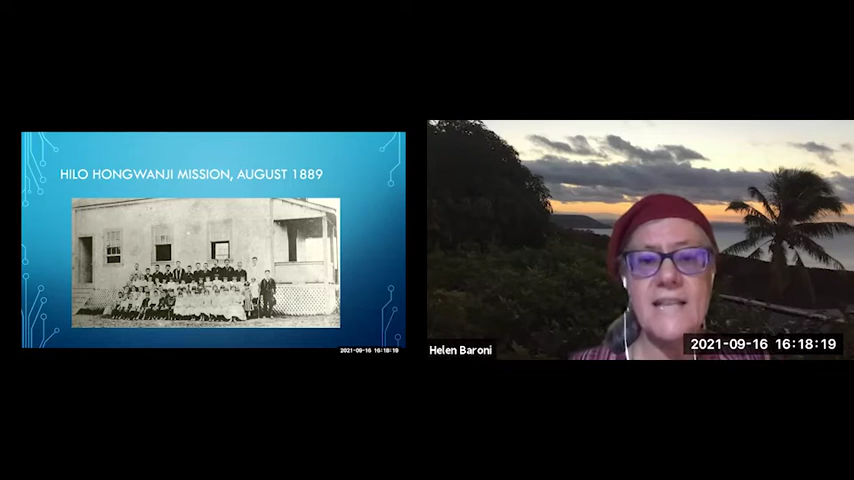 HILO HONGWANJI MISSION, AUGUST 1889
2021-09-16 16:18:19
Helen Baroni
2021-09-16 16:18:19